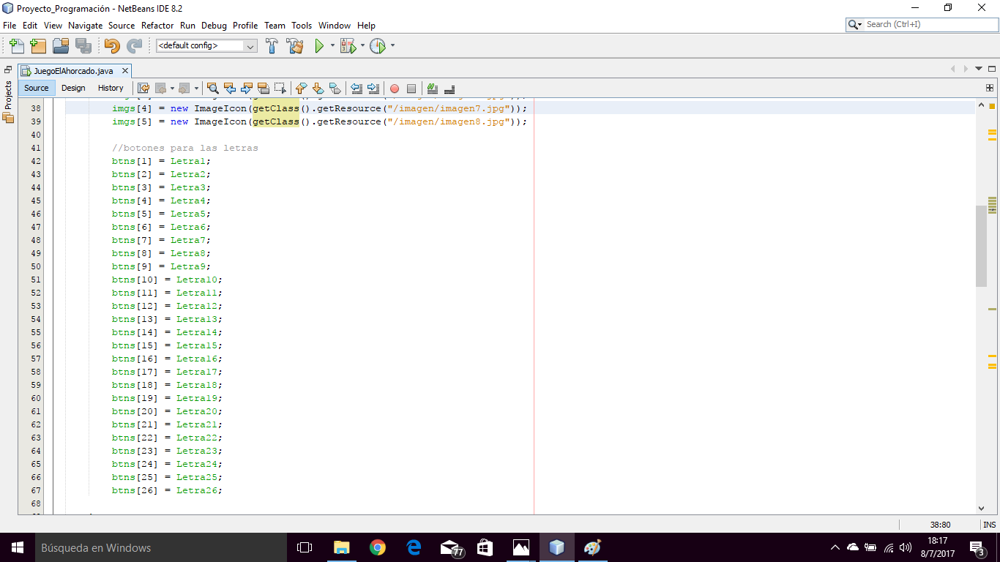 Proyecto_Programación - NetBeans IDE 8.2
File Edit View Navigate Source Refactor Run Debug Profile Team Tools Window Help
Search (Ctrl+I)
<default config>
JuegoElAhorcado.java
Projects
Source Design History
38 imgs[4] = new ImageIcon(getClass().getResource("/imagen/imagen7.jpg"));
39 imgs[5] = new ImageIcon(getClass().getResource("/imagen/imagen8.jpg"));
40
41 //botones para las letras
42 btns[1] = Letra1;
43 btns[2] = Letra2;
44 btns[3] = Letra3;
45 btns[4] = Letra4;
46 btns[5] = Letra5;
47 btns[6] = Letra6;
48 btns[7] = Letra7;
49 btns[8] = Letra8;
50 btns[9] = Letra9;
51 btns[10] = Letra10;
52 btns[11] = Letra11;
53 btns[12] = Letra12;
54 btns[13] = Letra13;
55 btns[14] = Letra14;
56 btns[15] = Letra15;
57 btns[16] = Letra16;
58 btns[17] = Letra17;
59 btns[18] = Letra18;
60 btns[19] = Letra19;
61 btns[20] = Letra20;
62 btns[21] = Letra21;
63 btns[22] = Letra22;
64 btns[23] = Letra23;
65 btns[24] = Letra24;
66 btns[25] = Letra25;
67 btns[26] = Letra26;
68
38:80 INS
Búsqueda en Windows
77
18:17
8/7/2017
3